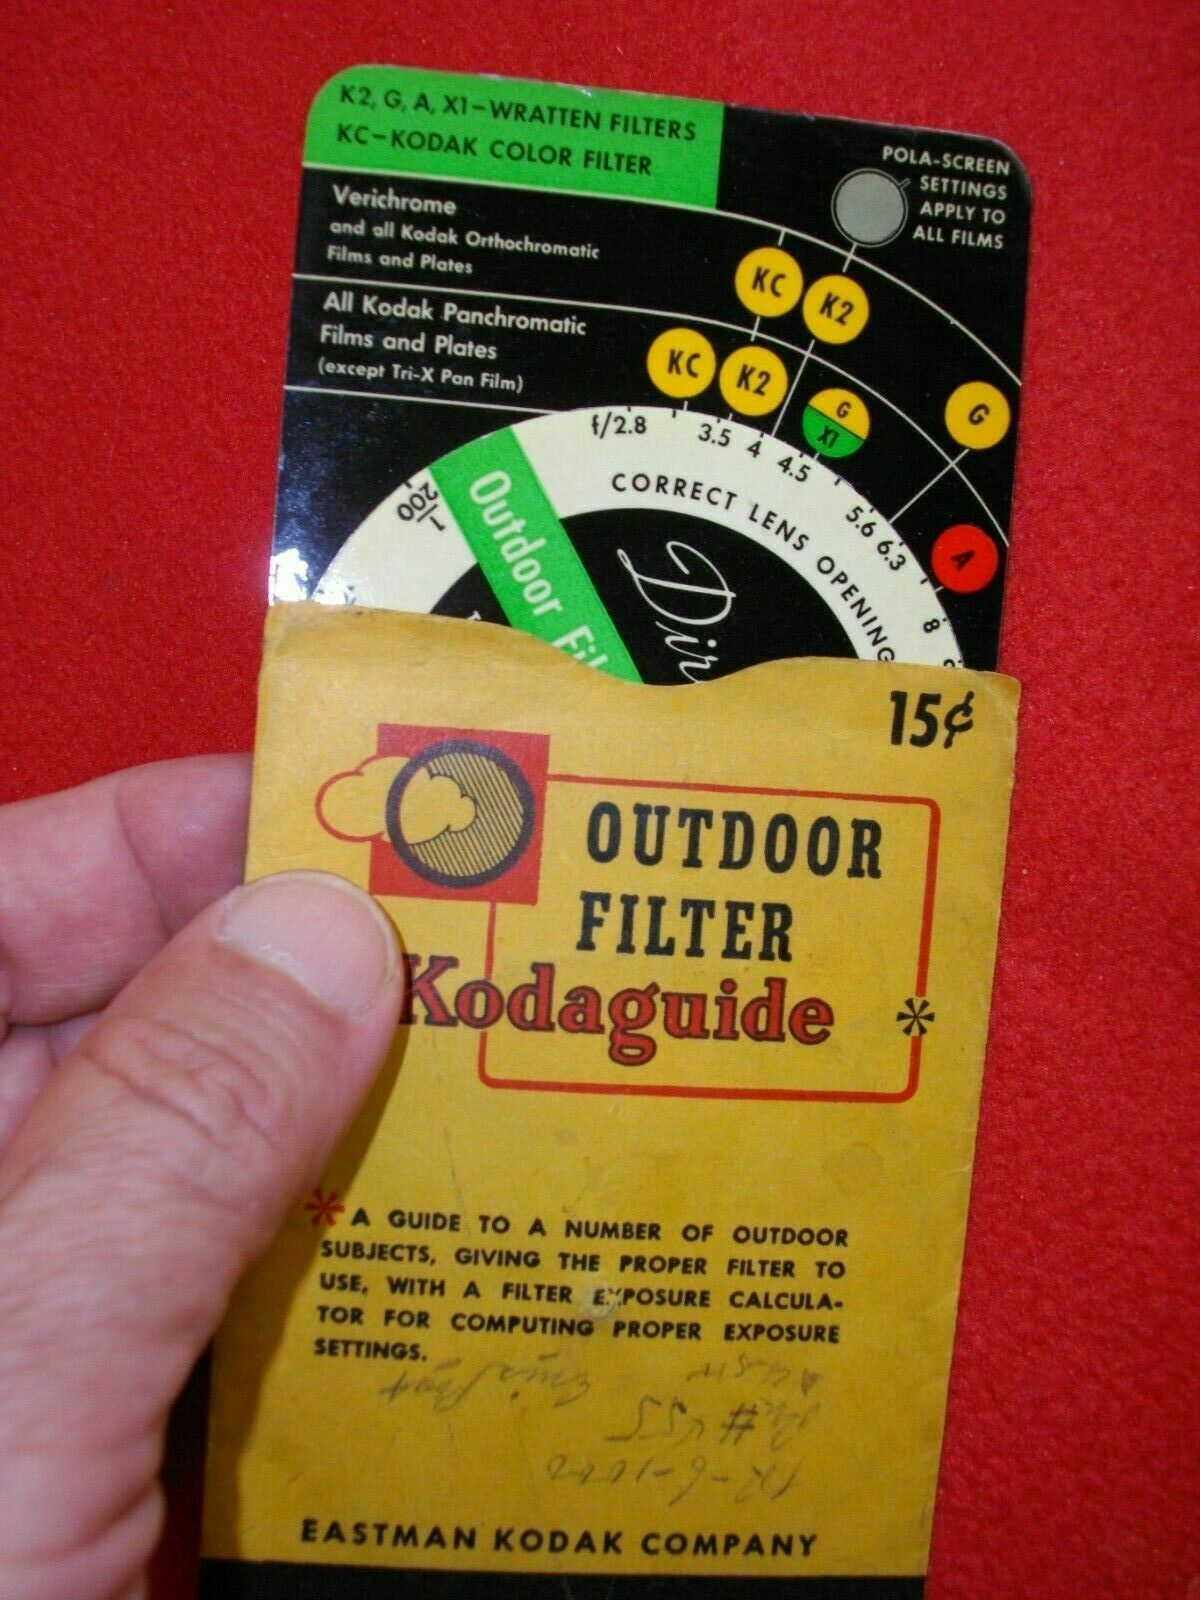 K2, G, A, X1–WRATTEN FILTERS
KC–KODAK COLOR FILTER
POLA-SCREEN
SETTINGS
APPLY TO
ALL FILMS
Verichrome
and all Kodak Orthochromatic
Films and Plates
KC K2 G
All Kodak Panchromatic
Films and Plates
(except Tri-X Pan Film)
KC K2 G X1 A
f/2.8 3.5 4 4.5 5.6 6.3 8
CORRECT LENS OPENING
1/200
Outdoor Fil
Dir
15¢
OUTDOOR
FILTER
Kodaguide
*
* A GUIDE TO A NUMBER OF OUTDOOR
SUBJECTS, GIVING THE PROPER FILTER TO
USE, WITH A FILTER EXPOSURE CALCULA-
TOR FOR COMPUTING PROPER EXPOSURE
SETTINGS.
EASTMAN KODAK COMPANY